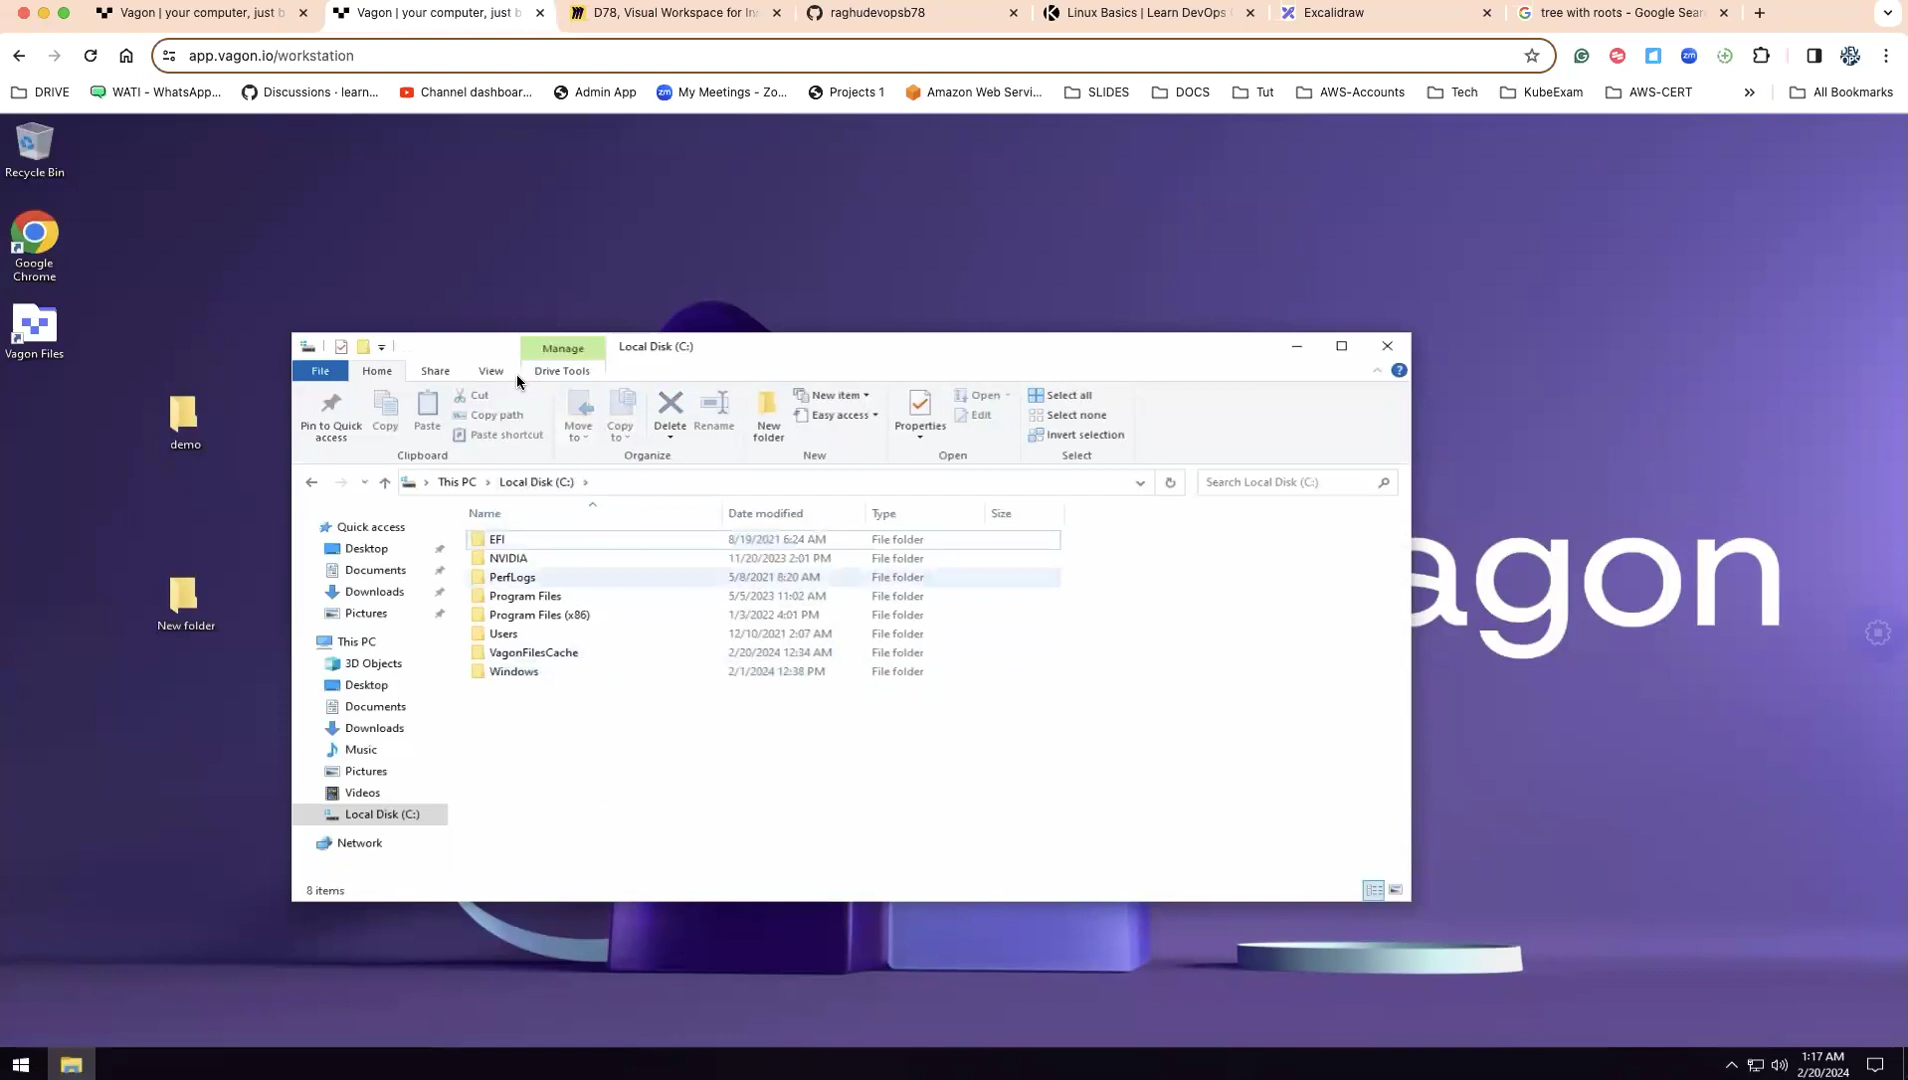 Vagon | your computer, just b
Vagon | your computer, just b
D78, Visual Workspace for In
raghudevopsb78
Linux Basics | Learn DevOps
Excalidraw
tree with roots - Google Sear
app.vagon.io/workstation
DRIVE
WATI - WhatsApp...
Discussions · learn...
Channel dashboar...
Admin App
My Meetings - Zo...
Projects 1
Amazon Web Servi...
SLIDES
DOCS
Tut
AWS-Accounts
Tech
KubeExam
AWS-CERT
All Bookmarks
Recycle Bin
Google
Chrome
Vagon Files
demo
New folder
Manage
Local Disk (C:)
File
Home
Share
View
Drive Tools
Pin to Quick
access
Copy
Paste
Cut
Copy path
Paste shortcut
Move
to
Copy
to
Delete
Rename
New
folder
New item
Easy access
Properties
Open
Edit
Select all
Select none
Invert selection
Clipboard
Organize
New
Open
Select
This PC
Local Disk (C:)
Search Local Disk (C:)
Name
Date modified
Type
Size
EFI 8/19/2021 6:24 AM File folder
NVIDIA 11/20/2023 2:01 PM File folder
PerfLogs 5/8/2021 8:20 AM File folder
Program Files 5/5/2023 11:02 AM File folder
Program Files (x86) 1/3/2022 4:01 PM File folder
Users 12/10/2021 2:07 AM File folder
VagonFilesCache 2/20/2024 12:34 AM File folder
Windows 2/1/2024 12:38 PM File folder
Quick access
Desktop
Documents
Downloads
Pictures
This PC
3D Objects
Desktop
Documents
Downloads
Music
Pictures
Videos
Local Disk (C:)
Network
8 items
agon
1:17 AM
2/20/2024